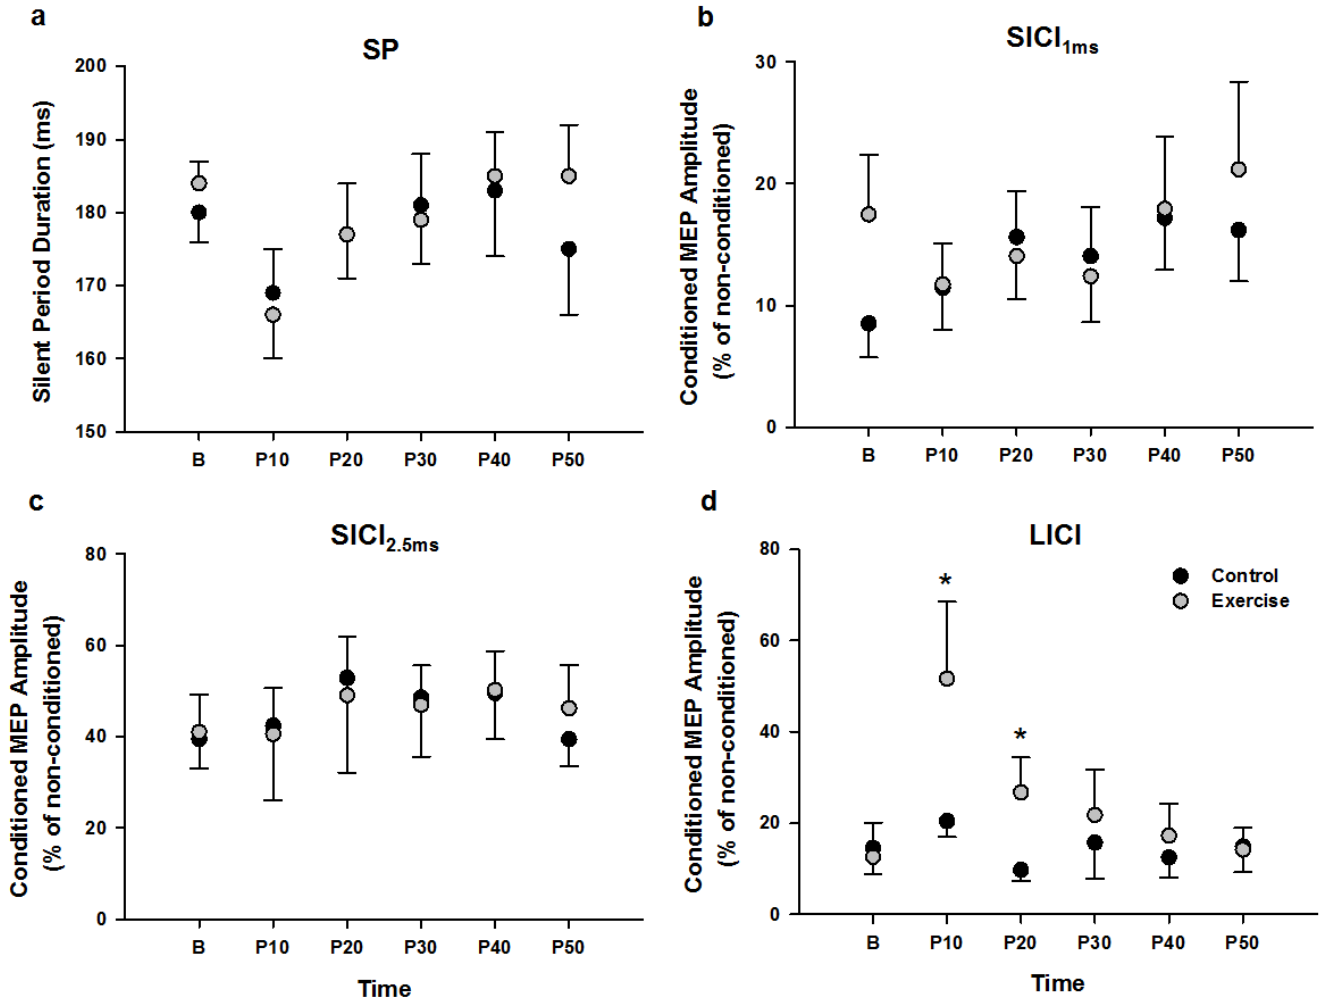 a
SP
Silent Period Duration (ms)
200
190
180
170
160
150
B P10 P20 P30 P40 P50
b
SICI1ms
Conditioned MEP Amplitude
(% of non-conditioned)
30
20
10
0
B P10 P20 P30 P40 P50
c
SICI2.5ms
Conditioned MEP Amplitude
(% of non-conditioned)
80
60
40
20
0
B P10 P20 P30 P40 P50
Time
d
LICI
Conditioned MEP Amplitude
(% of non-conditioned)
80
60
40
20
0
*
*
Control
Exercise
B P10 P20 P30 P40 P50
Time